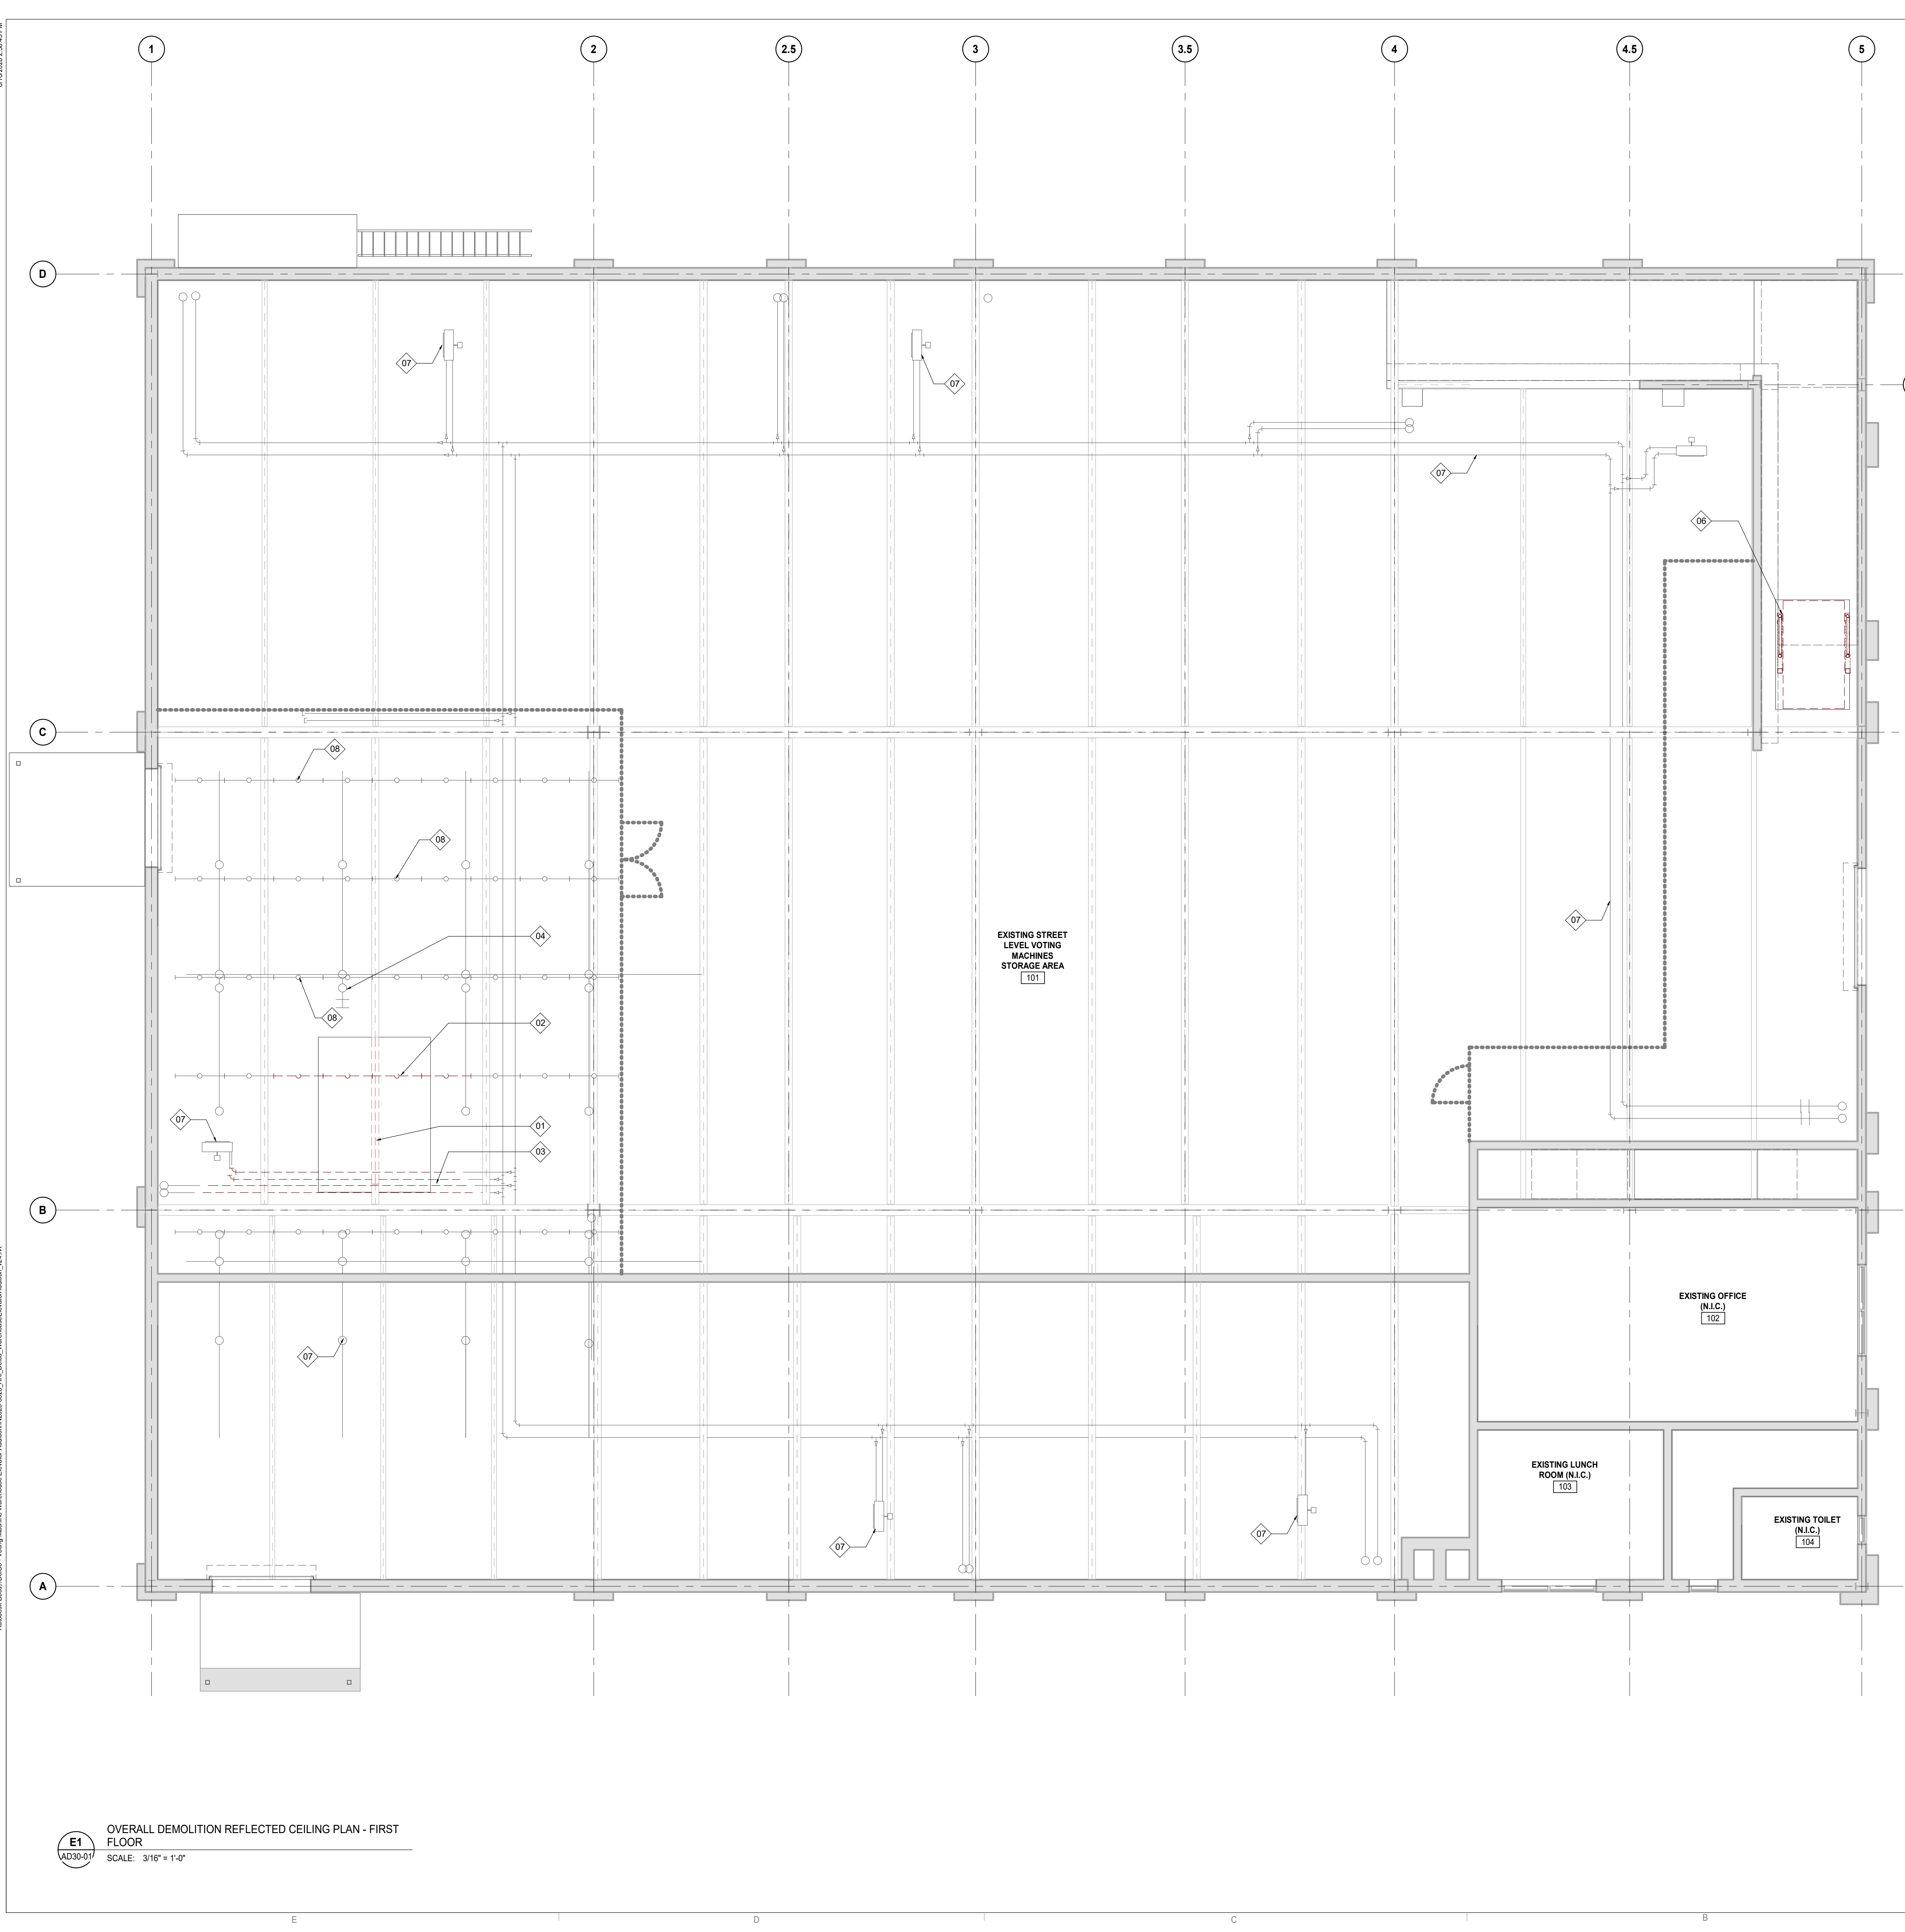 1
2
2.5
3
3.5
4
4.5
5
D
07
07
07
06
C
08
08
04
EXISTING STREET
LEVEL VOTING
MACHINES
STORAGE AREA
101
07
08
02
07
01
03
B
EXISTING OFFICE
(N.I.C.)
102
07
EXISTING LUNCH
ROOM (N.I.C.)
103
EXISTING TOILET
(N.I.C.)
104
07
07
A
E1
AD30-01
OVERALL DEMOLITION REFLECTED CEILING PLAN - FIRST
FLOOR
SCALE: 3/16" = 1'-0"
E
D
C
B